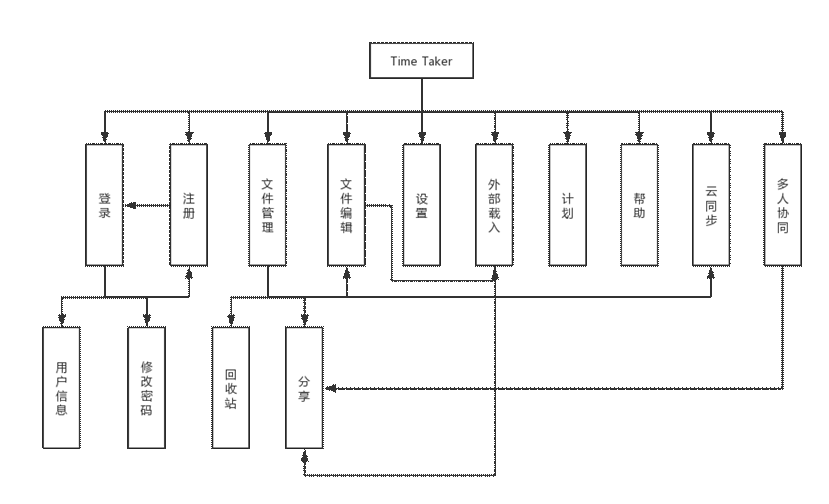 Time Taker
登录
注册
文件管理
文件编辑
设置
外部载入
计划
帮助
云同步
多人协同
用户信息
修改密码
回收站
分享